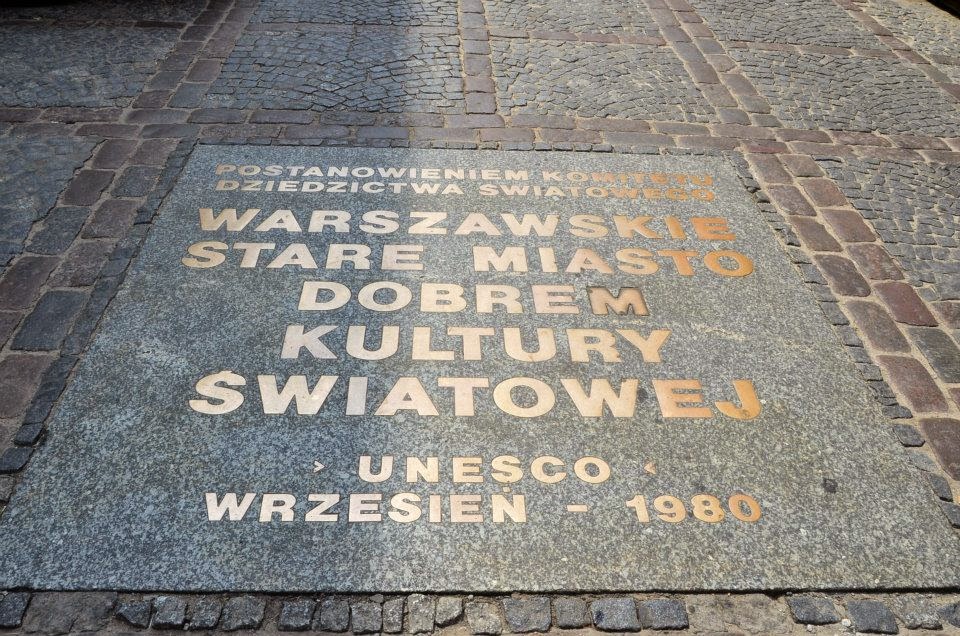 POSTANOWIENIEM KOMITETU
DZIEDZICTWA ŚWIATOWEGO
WARSZAWSKIE
STARE MIASTO
DOBREM
KULTURY
ŚWIATOWEJ
› UNESCO ‹
WRZESIEŃ - 1980